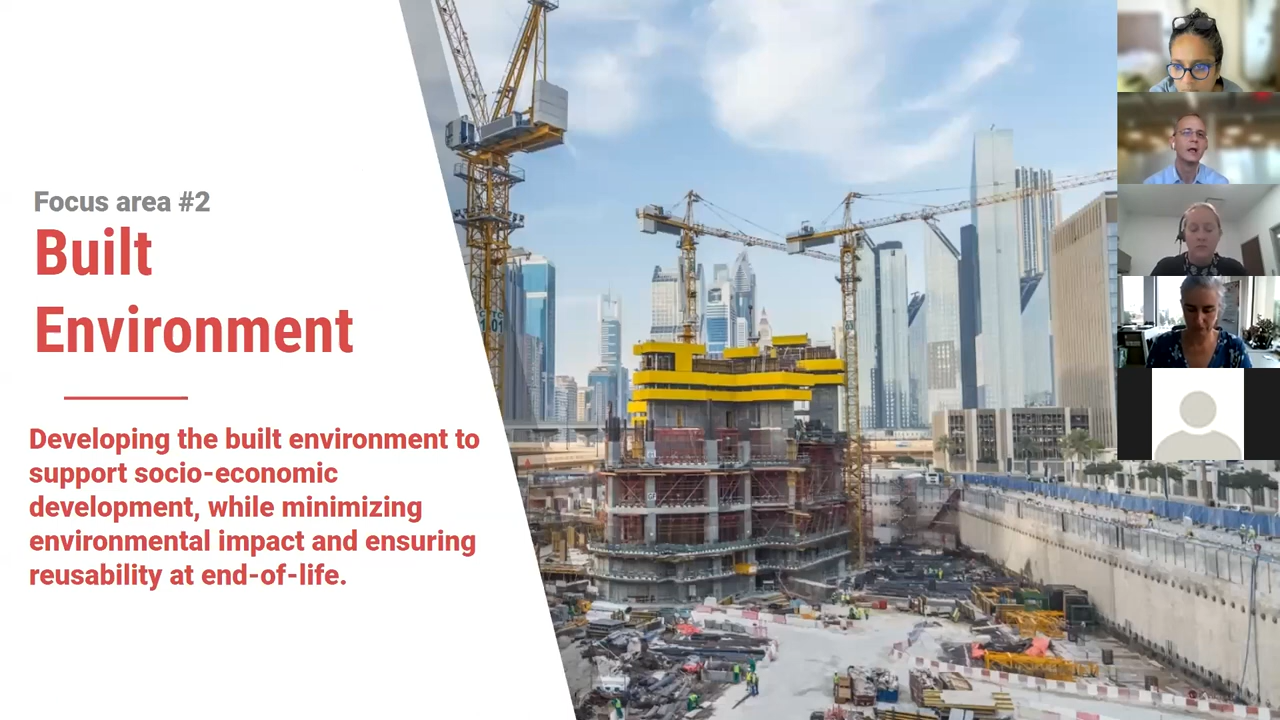 Focus area #2
Built
Environment
Developing the built environment to
support socio-economic
development, while minimizing
environmental impact and ensuring
reusability at end-of-life.